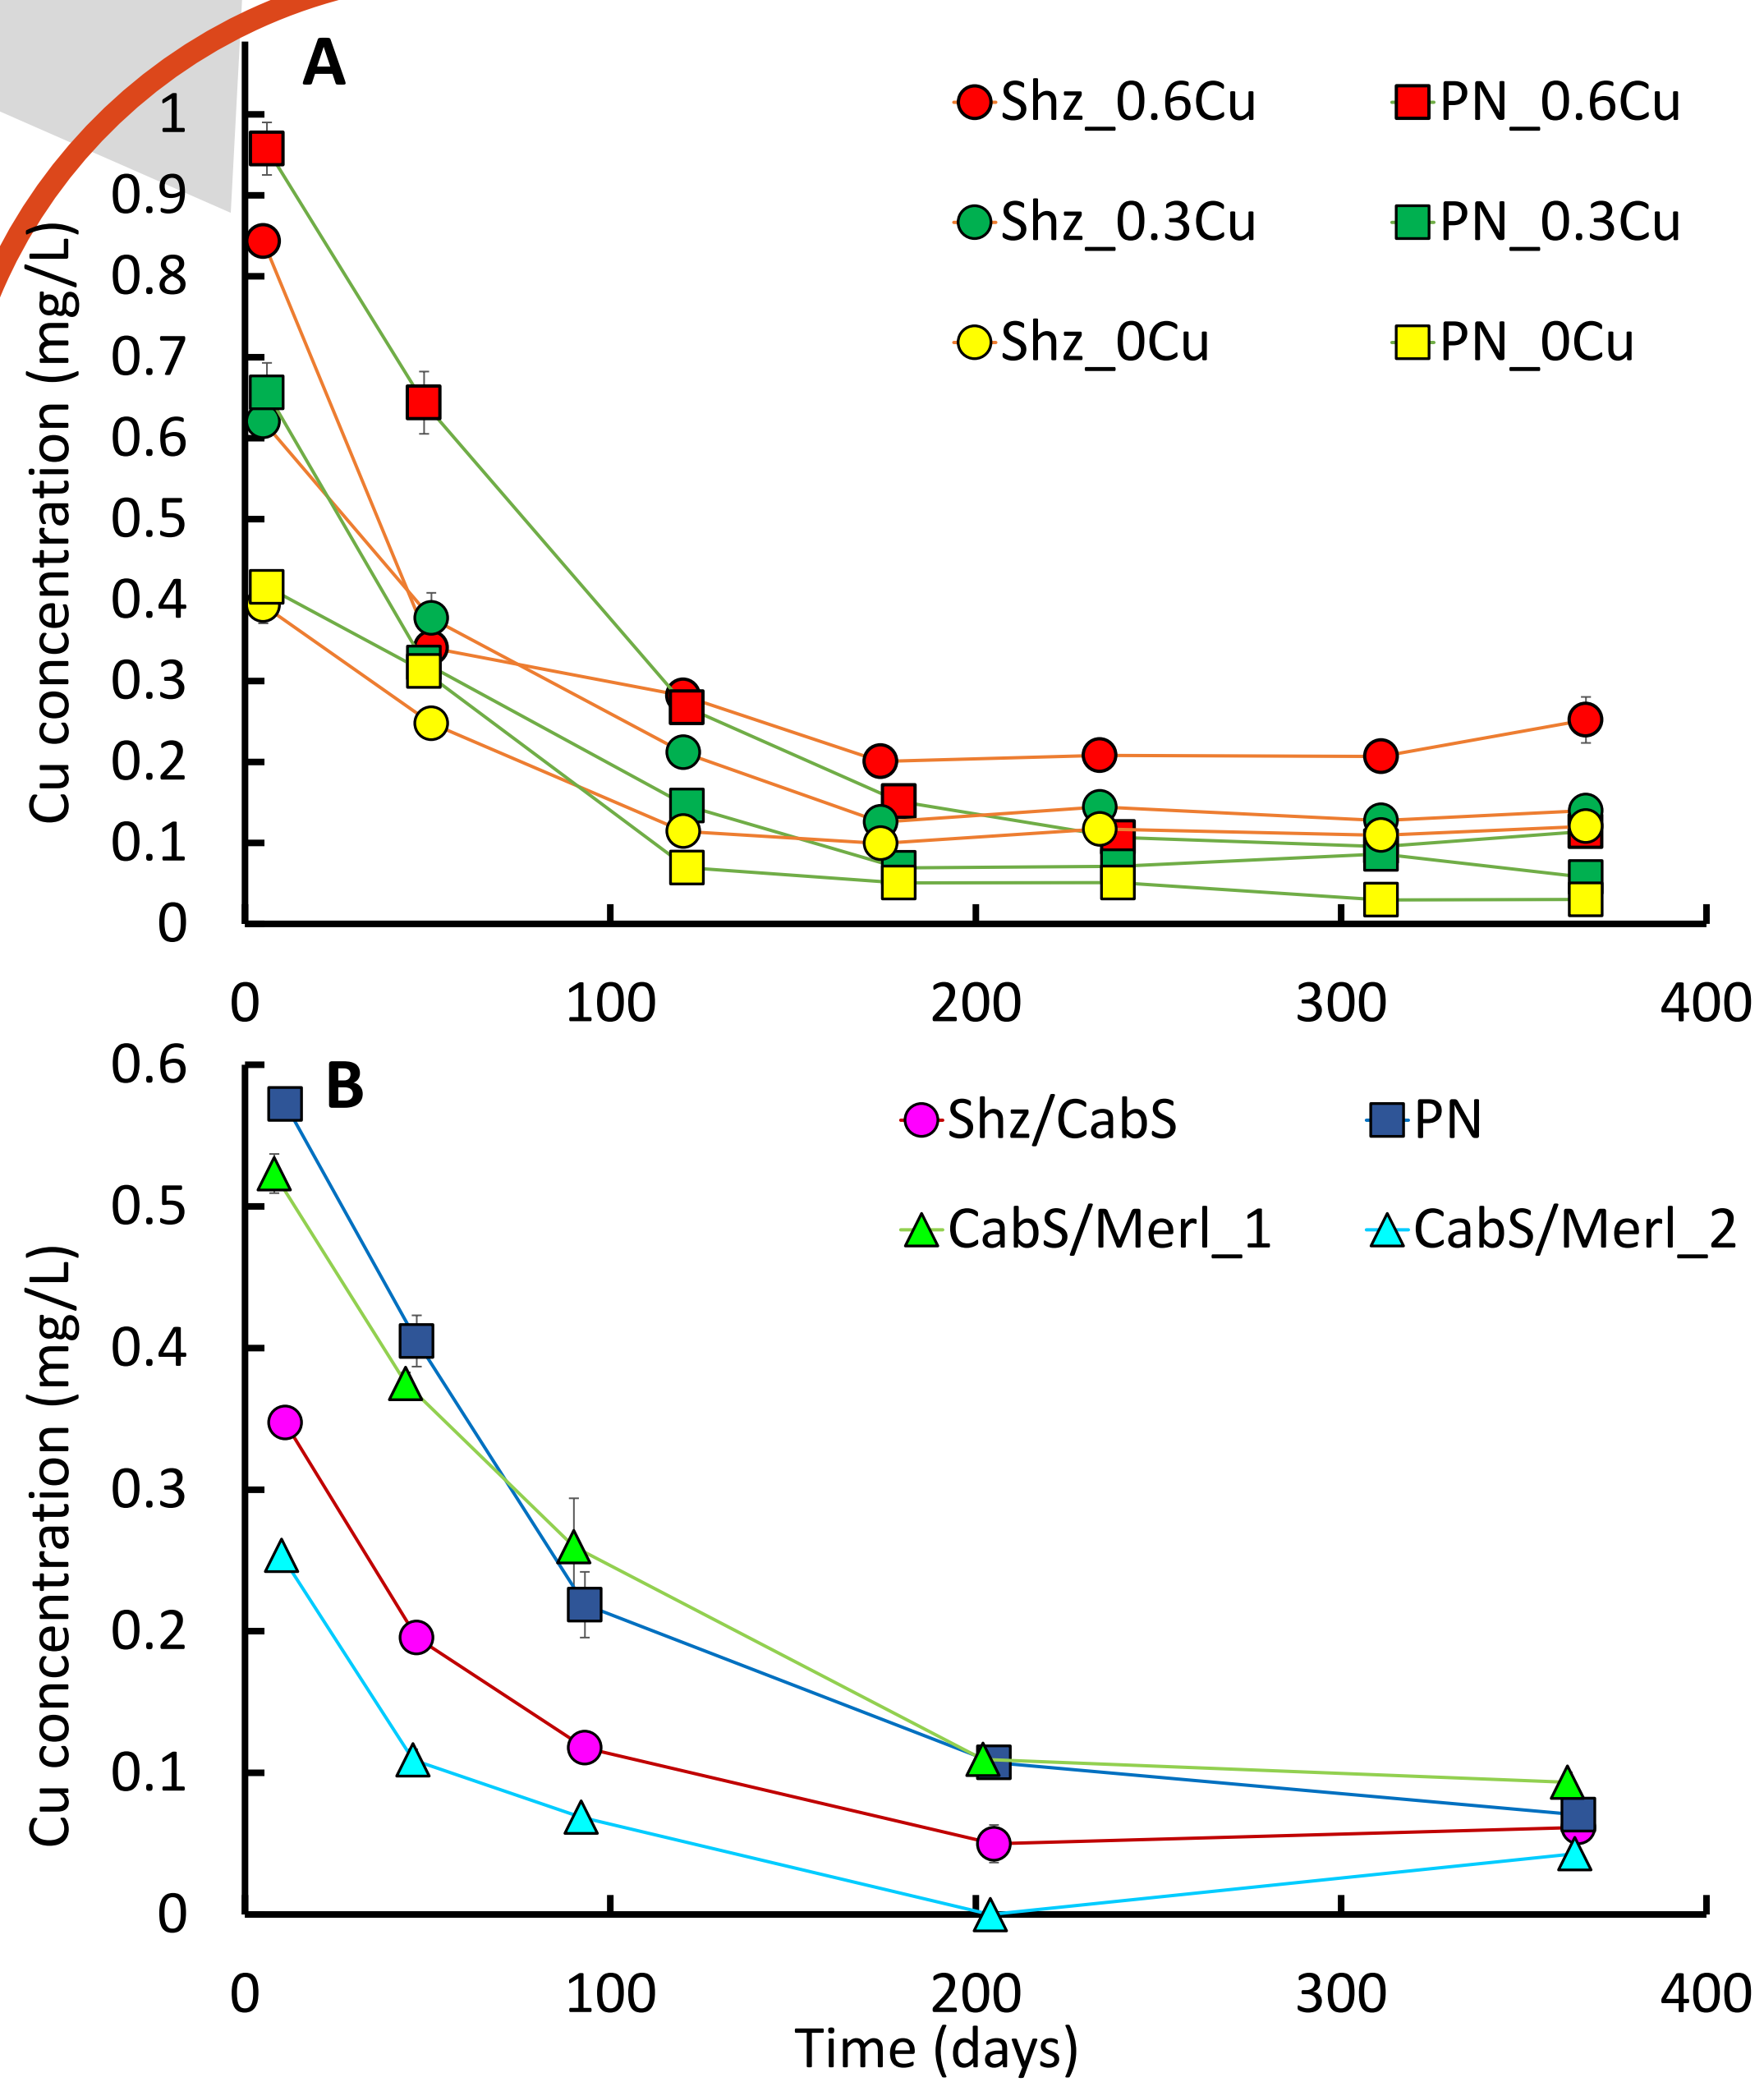 A
Shz_0.6Cu PN_0.6Cu
Shz_0.3Cu PN_0.3Cu
Shz_0Cu PN_0Cu
Cu concentration (mg/L)
1
0.9
0.8
0.7
0.6
0.5
0.4
0.3
0.2
0.1
0
0 100 200 300 400
B
Shz/CabS PN
CabS/Merl_1 CabS/Merl_2
Cu concentration (mg/L)
0.6
0.5
0.4
0.3
0.2
0.1
0
0 100 200 300 400
Time (days)